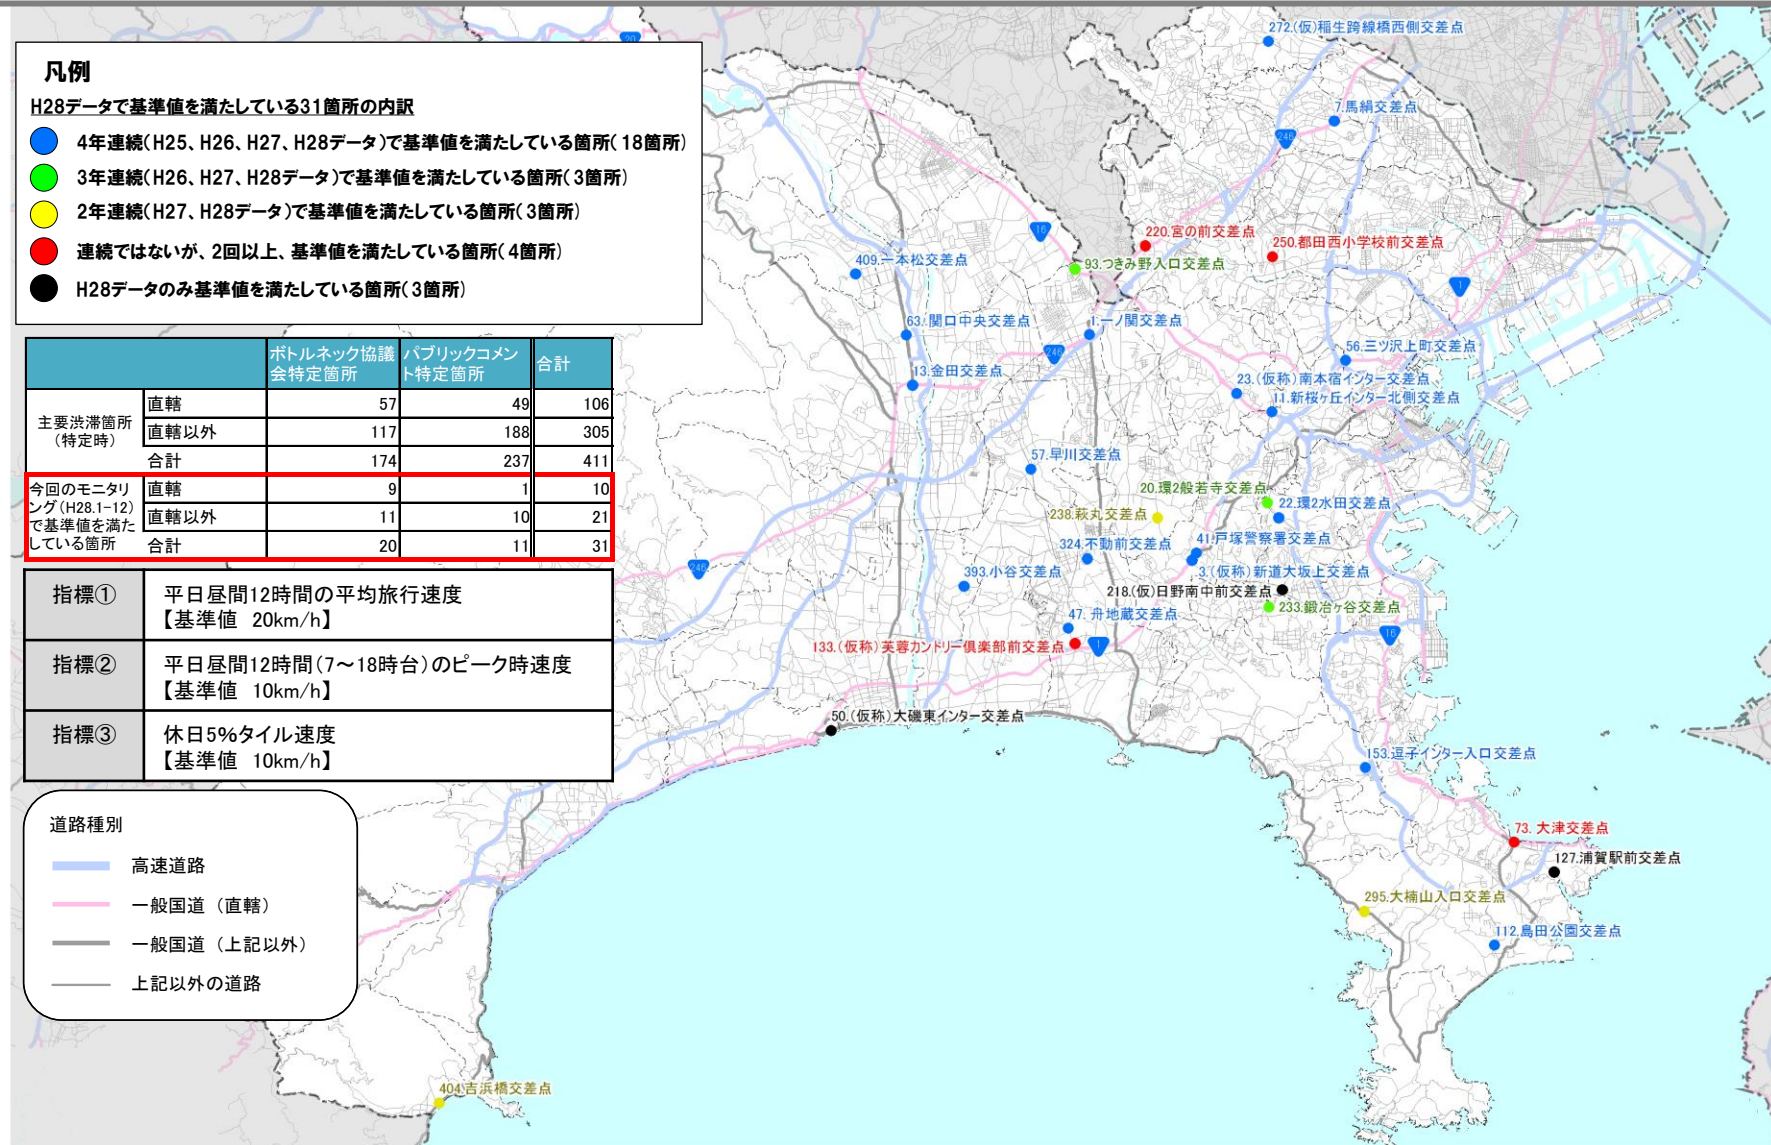 凡例
H28データで基準値を満たしている31箇所の内訳
4年連続(H25、H26、H27、H28データ)で基準値を満たしている箇所(18箇所)
3年連続(H26、H27、H28データ)で基準値を満たしている箇所(3箇所)
2年連続(H27、H28データ)で基準値を満たしている箇所(3箇所)
連続ではないが、2回以上、基準値を満たしている箇所(4箇所)
H28データのみ基準値を満たしている箇所(3箇所)
ボトルネック協議会特定箇所 パブリックコメント特定箇所 合計
主要渋滞箇所(特定時) 直轄 57 49 106
直轄以外 117 188 305
合計 174 237 411
今回のモニタリング(H28.1-12)で基準値を満たしている箇所 直轄 9 1 10
直轄以外 11 10 21
合計 20 11 31
指標① 平日昼間12時間の平均旅行速度
【基準値 20km/h】
指標② 平日昼間12時間(7～18時台)のピーク時速度
【基準値 10km/h】
指標③ 休日5%タイル速度
【基準値 10km/h】
道路種別
高速道路
一般国道（直轄）
一般国道（上記以外）
上記以外の道路
20
272.(仮)稲生跨線橋西側交差点
7.馬絹交差点
246
16
220.宮の前交差点
250.都田西小学校前交差点
93.つきみ野入口交差点
409.一本松交差点
1
63.関口中央交差点
1.一ノ関交差点
246
56.三ツ沢上町交差点
13.金田交差点
23.(仮称)南本宿インター交差点
11.新桜ヶ丘インター北側交差点
57.早川交差点
20.環2般若寺交差点
22.環2水田交差点
238.萩丸交差点
41.戸塚警察署交差点
324.不動前交差点
3.(仮称)新道大坂上交差点
246
393.小谷交差点
218.(仮)日野南中前交差点
233.鍛冶ヶ谷交差点
47.舟地蔵交差点
16
133.(仮称)芙蓉カンドリー倶楽部前交差点
1
50.(仮称)大磯東インター交差点
153.逗子インター入口交差点
73.大津交差点
127.浦賀駅前交差点
295.大楠山入口交差点
112.島田公園交差点
404.吉浜橋交差点